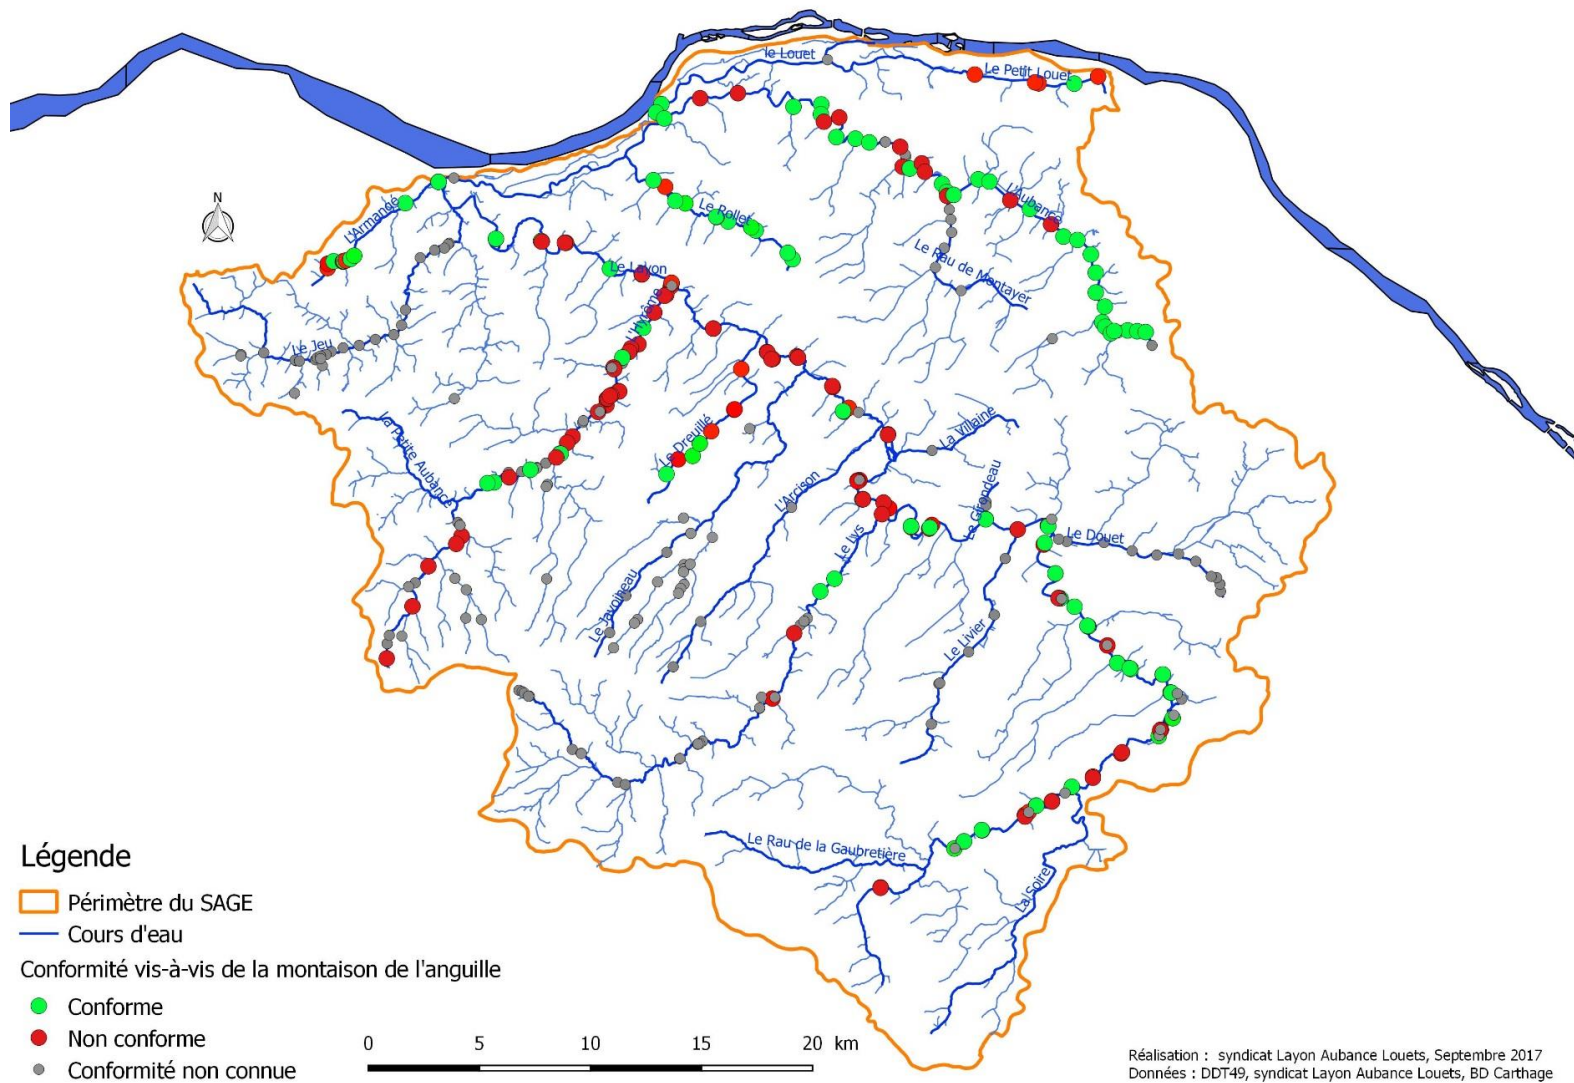 le Louet
Le Petit Louet
N
L'Armangé
Le Rollet
L'Aubance
Le Layon
Le Rau de Montayer
L'Hyrôme
Le Jeu
La Petite Aubance
Le Dreuillé
La Villaine
L'Arcison
Le Girondeau
Le Lys
Le Douet
Le Javoineau
Le Livier
Le Rau de la Gaubretière
La Soire
Légende
Périmètre du SAGE
Cours d'eau
Conformité vis-à-vis de la montaison de l'anguille
Conforme
Non conforme
Conformité non connue
0 5 10 15 20 km
Réalisation : syndicat Layon Aubance Louets, Septembre 2017
Données : DDT49, syndicat Layon Aubance Louets, BD Carthage